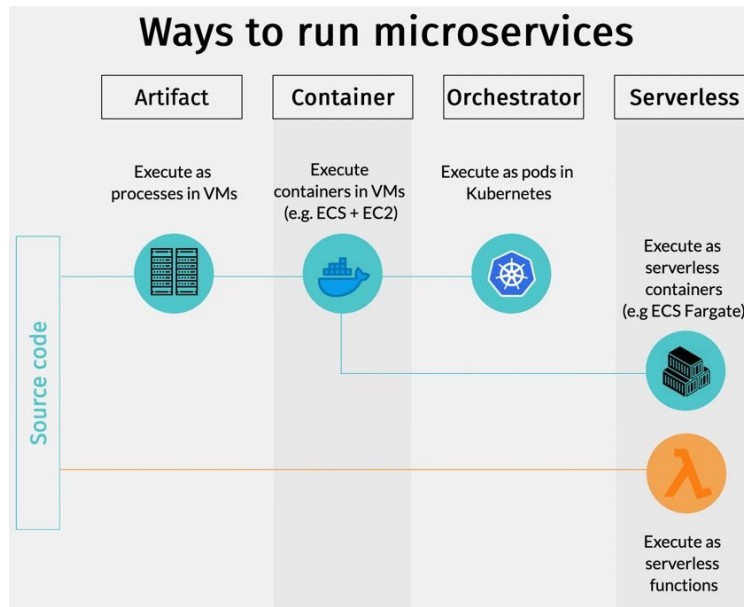 Ways to run microservices
Artifact
Container
Orchestrator
Serverless
Execute as
processes in VMs
Execute
containers in VMs
(e.g. ECS + EC2)
Execute as pods in
Kubernetes
Execute as
serverless
containers
(e.g ECS Fargate)
Source code
Execute as
serverless
functions